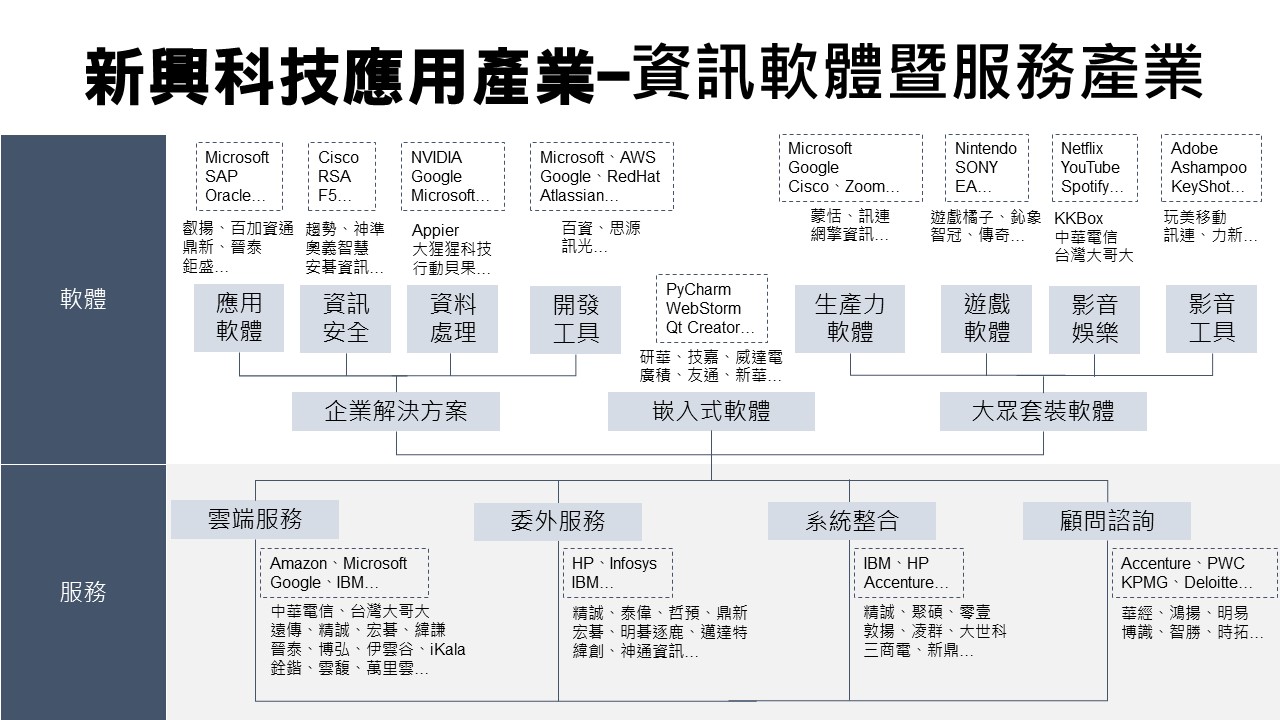 新興科技應用產業–資訊軟體暨服務產業
軟體
Microsoft
SAP
Oracle…
叡揚、百加資通
鼎新、晉泰
鉅盛…
應用
軟體
Cisco
RSA
F5…
趨勢、神準
奧義智慧
安碁資訊…
資訊
安全
NVIDIA
Google
Microsoft…
Appier
大猩猩科技
行動貝果…
資料
處理
Microsoft、AWS
Google、RedHat
Atlassian…
百資、思源
訊光…
開發
工具
PyCharm
WebStorm
Qt Creator…
研華、技嘉、威達電
廣積、友通、新華…
Microsoft
Google
Cisco、Zoom…
蒙恬、訊連
網擎資訊…
生產力
軟體
Nintendo
SONY
EA…
遊戲橘子、鈊象
智冠、傳奇…
遊戲
軟體
Netflix
YouTube
Spotify…
KKBox
中華電信
台灣大哥大
影音
娛樂
Adobe
Ashampoo
KeyShot…
玩美移動
訊連、力新…
影音
工具
企業解決方案
嵌入式軟體
大眾套裝軟體
服務
雲端服務
Amazon、Microsoft
Google、IBM…
中華電信、台灣大哥大
遠傳、精誠、宏碁、緯謙
晉泰、博弘、伊雲谷、iKala
銓鍇、雲馥、萬里雲…
委外服務
HP、Infosys
IBM…
精誠、泰偉、哲預、鼎新
宏碁、明碁逐鹿、邁達特
緯創、神通資訊…
系統整合
IBM、HP
Accenture…
精誠、聚碩、零壹
敦揚、凌群、大世科
三商電、新鼎…
顧問諮詢
Accenture、PWC
KPMG、Deloitte…
華經、鴻揚、明易
博識、智勝、時拓…